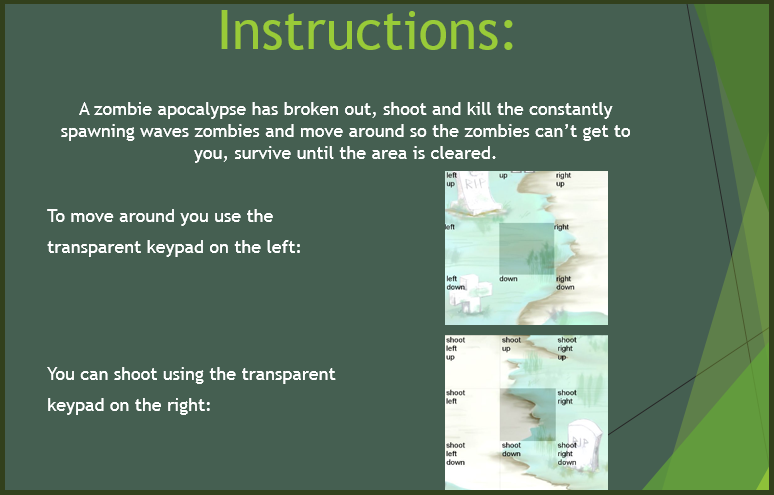 Instructions:
A zombie apocalypse has broken out, shoot and kill the constantly
spawning waves zombies and move around so the zombies can't get to
you, survive until the area is cleared.
To move around you use the
transparent keypad on the left:
left up right
up up
RIP
left right
left down right
down down
You can shoot using the transparent
keypad on the right:
shoot shoot shoot
left up right
up up
shoot shoot
left right
RIP
shoot shoot shoot
left down right
down down